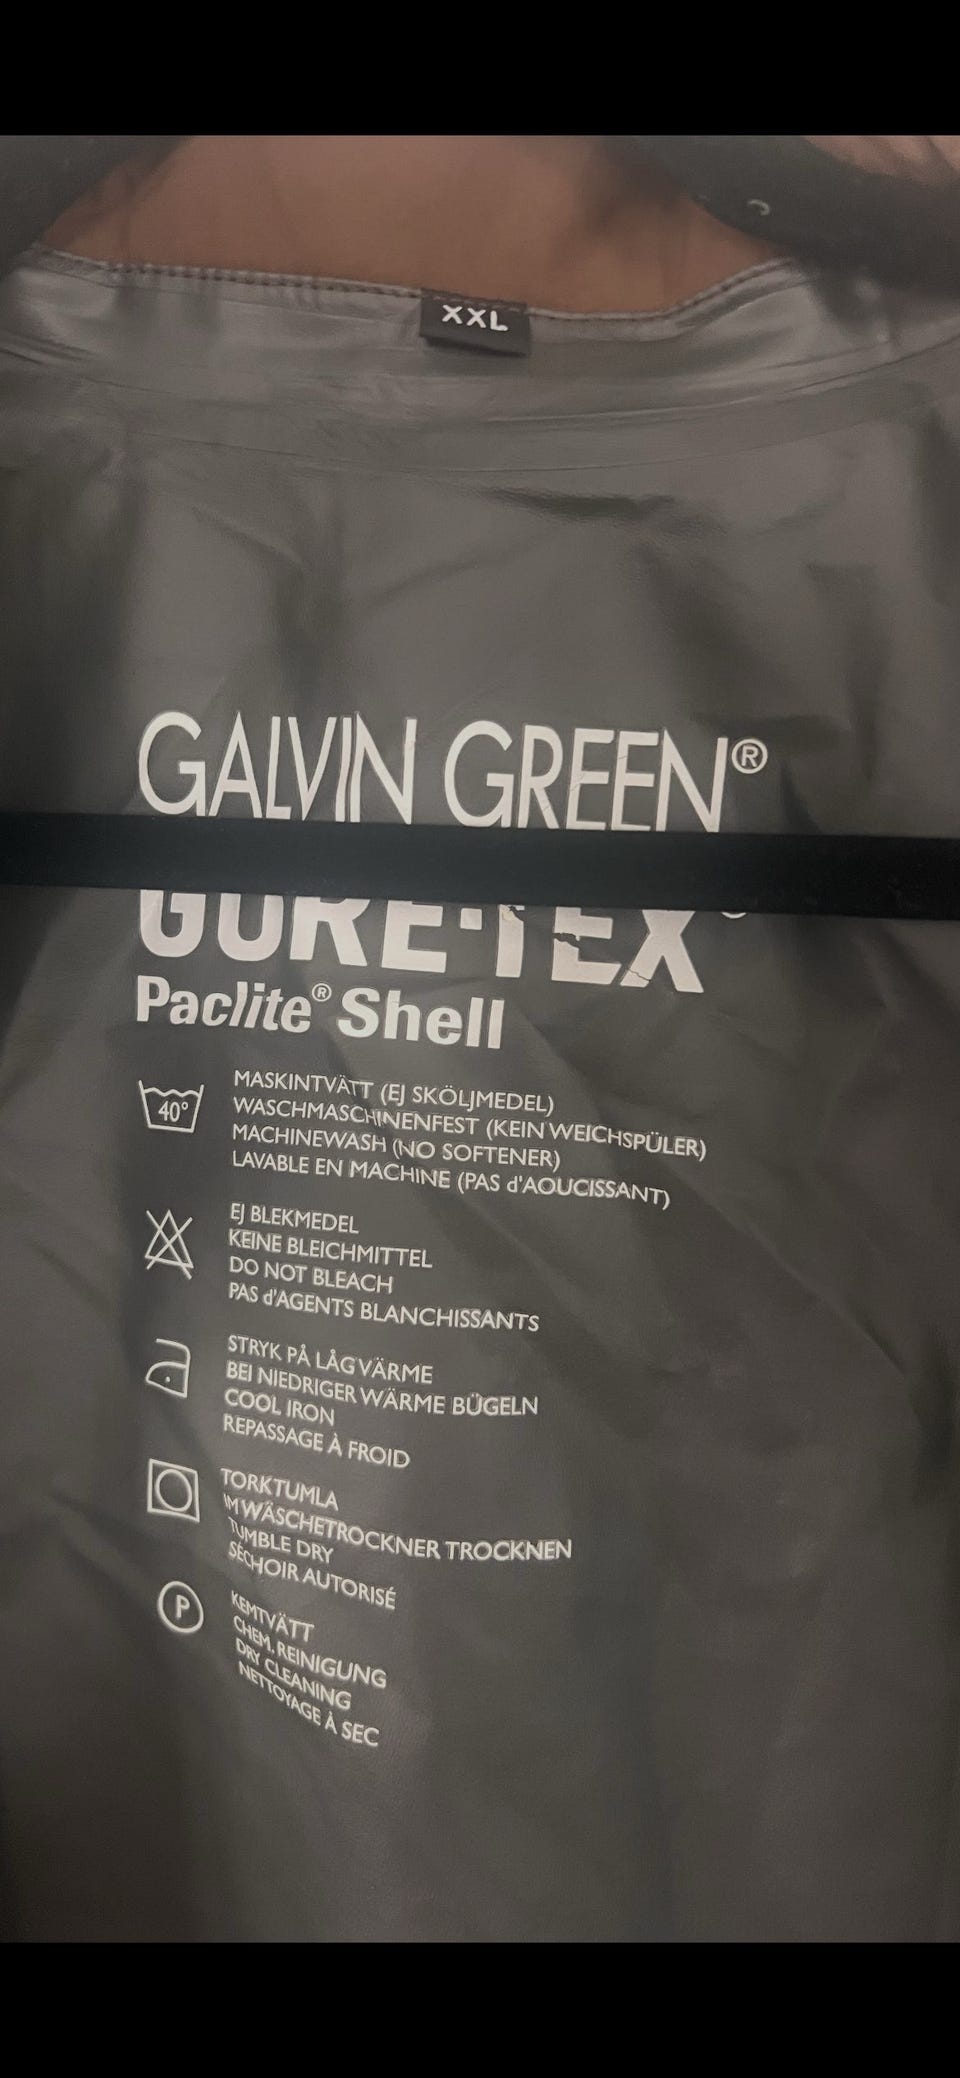 XXL
GALVIN GREEN®
GORE-TEX®
Paclite® Shell
40°
MASKINTVÄTT (EJ SKÖLJMEDEL)
WASCHMASCHINENFEST (KEIN WEICHSPÜLER)
MACHINEWASH (NO SOFTENER)
LAVABLE EN MACHINE (PAS d'AOUCISSANT)
EJ BLEKMEDEL
KEINE BLEICHMITTEL
DO NOT BLEACH
PAS d'AGENTS BLANCHISSANTS
STRYK PÅ LÅGVÄRME
BEI NIEDRIGER WÄRME BÜGELN
COOL IRON
REPASSAGE À FROID
TORKTUMLA
IM WÄSCHETROCKNER TROCKNEN
TUMBLE DRY
SÉCHOIR AUTORISÉ
P
KEMTVÄTT
CHEM. REINIGUNG
DRY CLEANING
NETTOYAGE À SEC